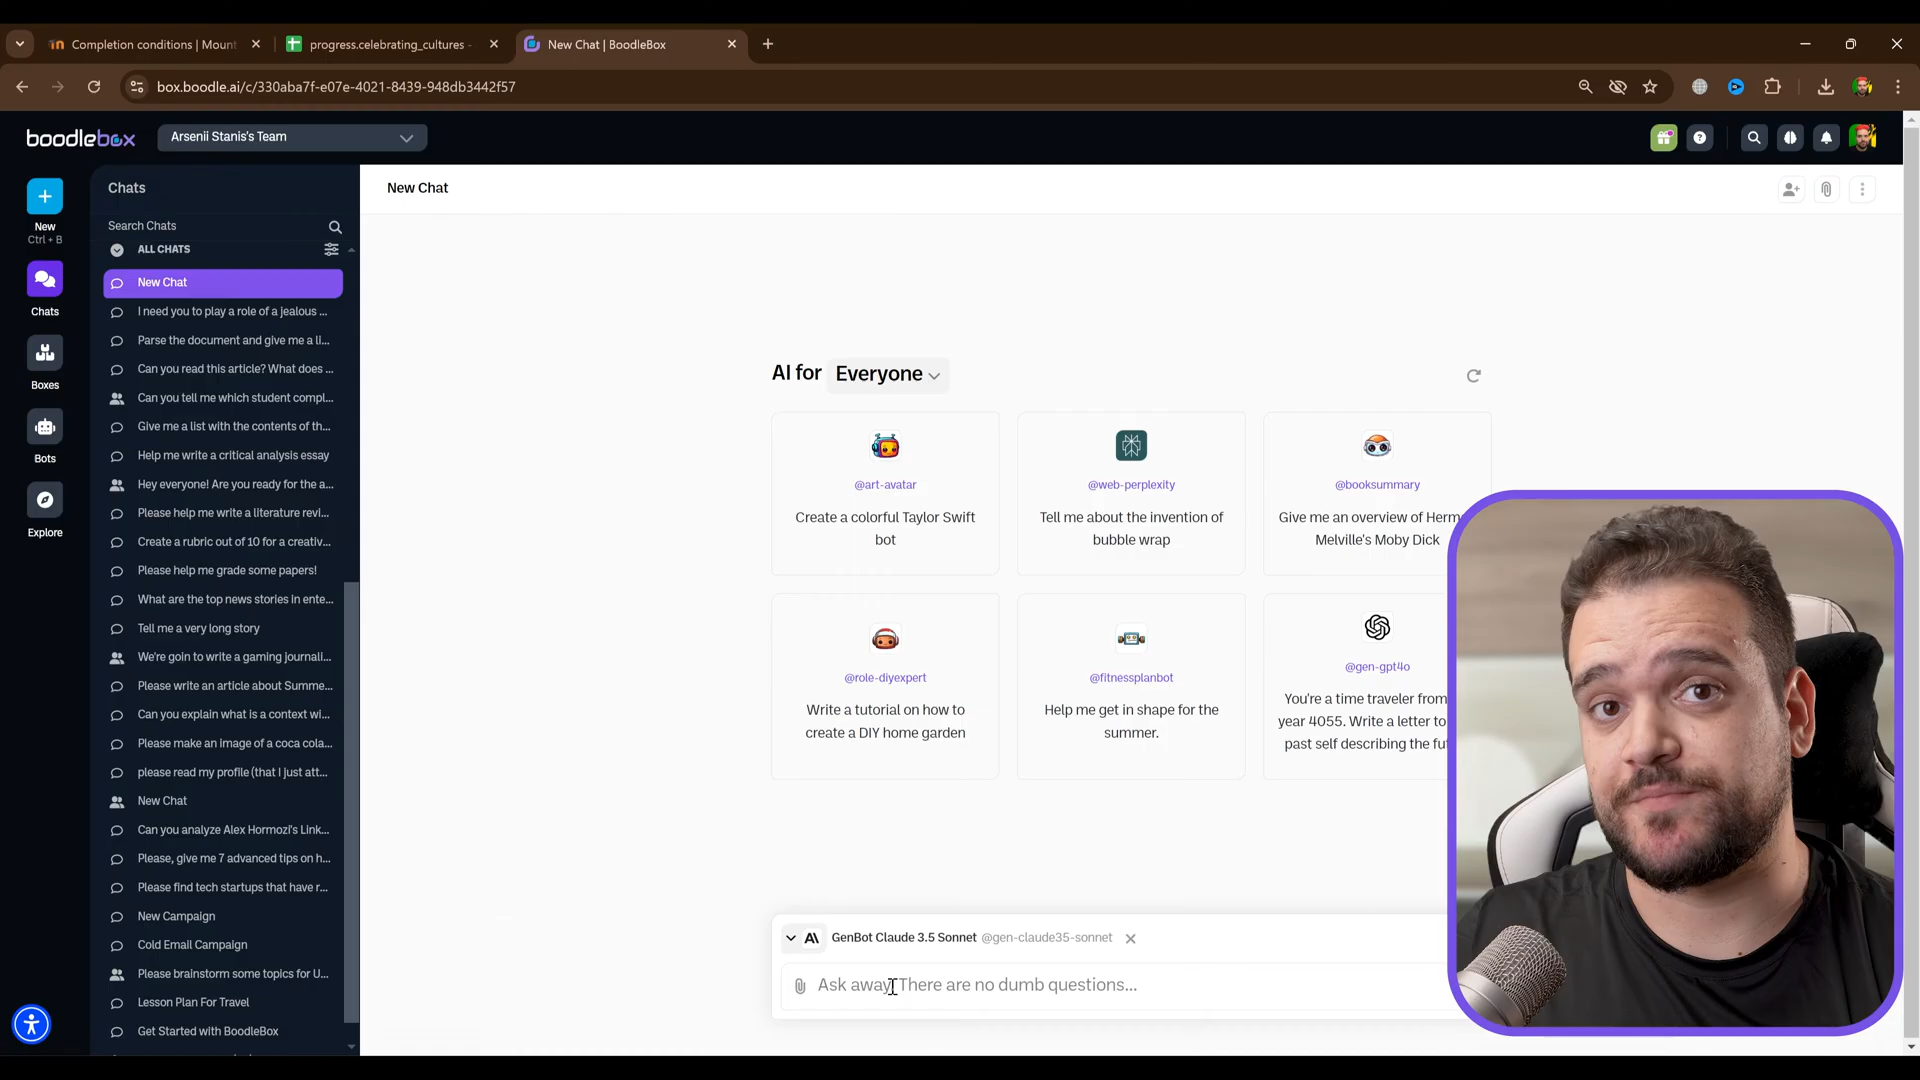 Completion conditions | Mount
progress.celebrating_cultures -
New Chat | BoodleBox
box.boodle.ai/c/330aba7f-e07e-4021-8439-948db3442f57
boodlebox
Arsenii Stanis's Team
New
Ctrl + B
Chats
Boxes
Bots
Explore
Chats
Search Chats
ALL CHATS
New Chat
I need you to play a role of a jealous ...
Parse the document and give me a li...
Can you read this article? What does ...
Can you tell me which student compl...
Give me a list with the contents of th...
Help me write a critical analysis essay
Hey everyone! Are you ready for the a...
Please help me write a literature revi...
Create a rubric out of 10 for a creativ...
Please help me grade some papers!
What are the top news stories in ente...
Tell me a very long story
We're goin to write a gaming journali...
Please write an article about Summe...
Can you explain what is a context wi...
Please make an image of a coca cola...
please read my profile (that I just att...
New Chat
Can you analyze Alex Hormozi's Link...
Please, give me 7 advanced tips on h...
Please find tech startups that have r...
New Campaign
Cold Email Campaign
Please brainstorm some topics for U...
Lesson Plan For Travel
Get Started with BoodleBox
New Chat
AI for Everyone
@art-avatar
Create a colorful Taylor Swift
bot
@web-perplexity
Tell me about the invention of
bubble wrap
@booksummary
Give me an overview of Herm
Melville's Moby Dick
@role-diyexpert
Write a tutorial on how to
create a DIY home garden
@fitnessplanbot
Help me get in shape for the
summer.
@gen-gpt4o
You're a time traveler from
year 4055. Write a letter to
past self describing the fu
GenBot Claude 3.5 Sonnet @gen-claude35-sonnet
Ask away! There are no dumb questions...